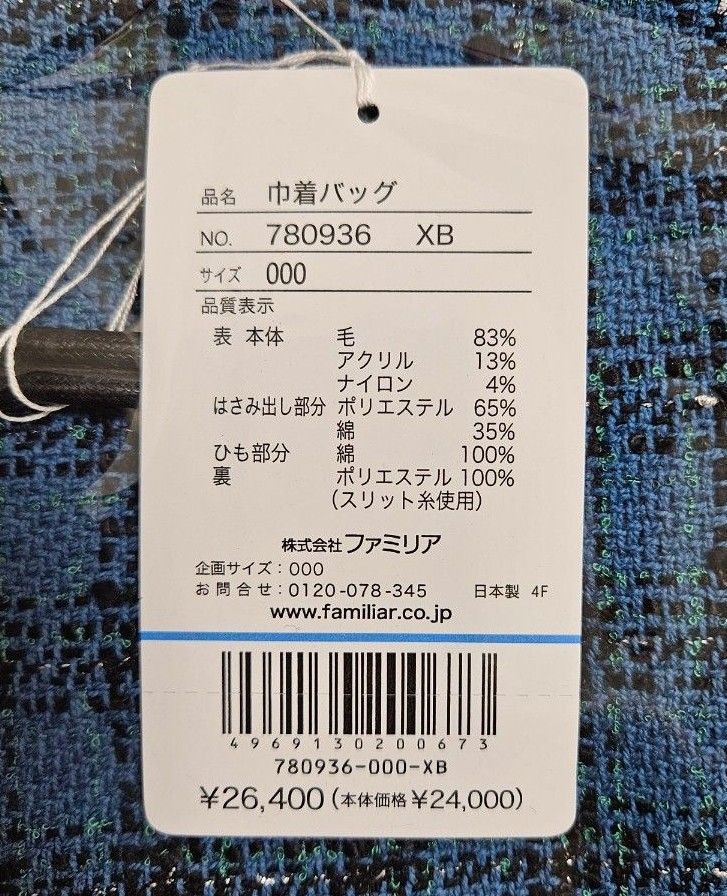 品名 巾着バッグ
NO. 780936 XB
サイズ 000
品質表示
表 本体 毛 83%
アクリル 13%
ナイロン 4%
はさみ出し部分 ポリエステル 65%
綿 35%
ひも部分 綿 100%
裏 ポリエステル 100%
(スリット糸使用)
株式会社ファミリア
企画サイズ：000
お問合せ：0120-078-345 日本製 4F
www.familiar.co.jp
4969130200673
780936-000-XB
¥26,400(本体価格¥24,000)